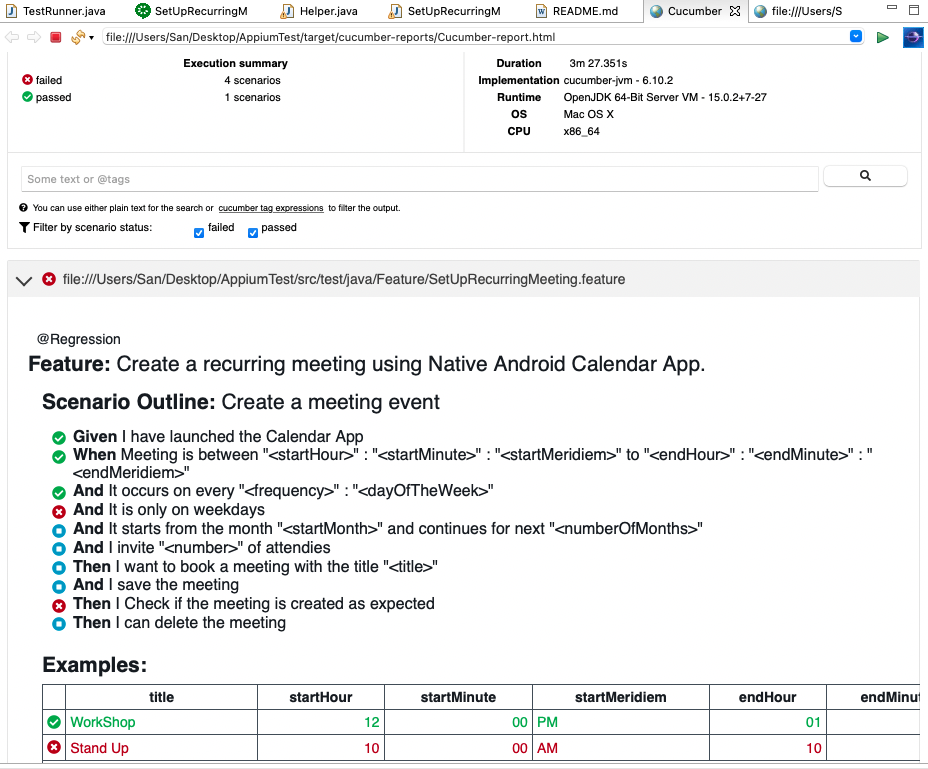 TestRunner.java SetUpRecurringM Helper.java SetUpRecurringM README.md Cucumber file:///Users/S
file:///Users/San/Desktop/AppiumTest/target/cucumber-reports/Cucumber-report.html
Execution summary
failed 4 scenarios
passed 1 scenarios
Duration 3m 27.351s
Implementation cucumber-jvm - 6.10.2
Runtime OpenJDK 64-Bit Server VM - 15.0.2+7-27
OS Mac OS X
CPU x86_64
Some text or @tags
You can use either plain text for the search or cucumber tag expressions to filter the output.
Filter by scenario status: failed passed
file:///Users/San/Desktop/AppiumTest/src/test/java/Feature/SetUpRecurringMeeting.feature
@Regression
Feature: Create a recurring meeting using Native Android Calendar App.
Scenario Outline: Create a meeting event
Given I have launched the Calendar App
When Meeting is between "<startHour>" : "<startMinute>" : "<startMeridiem>" to "<endHour>" : "<endMinute>" : "
<endMeridiem>"
And It occurs on every "<frequency>" : "<dayOfTheWeek>"
And It is only on weekdays
And It starts from the month "<startMonth>" and continues for next "<numberOfMonths>"
And I invite "<number>" of attendies
Then I want to book a meeting with the title "<title>"
And I save the meeting
Then I Check if the meeting is created as expected
Then I can delete the meeting
Examples:
title startHour startMinute startMeridiem endHour endMinut
WorkShop 12 00 PM 01
Stand Up 10 00 AM 10